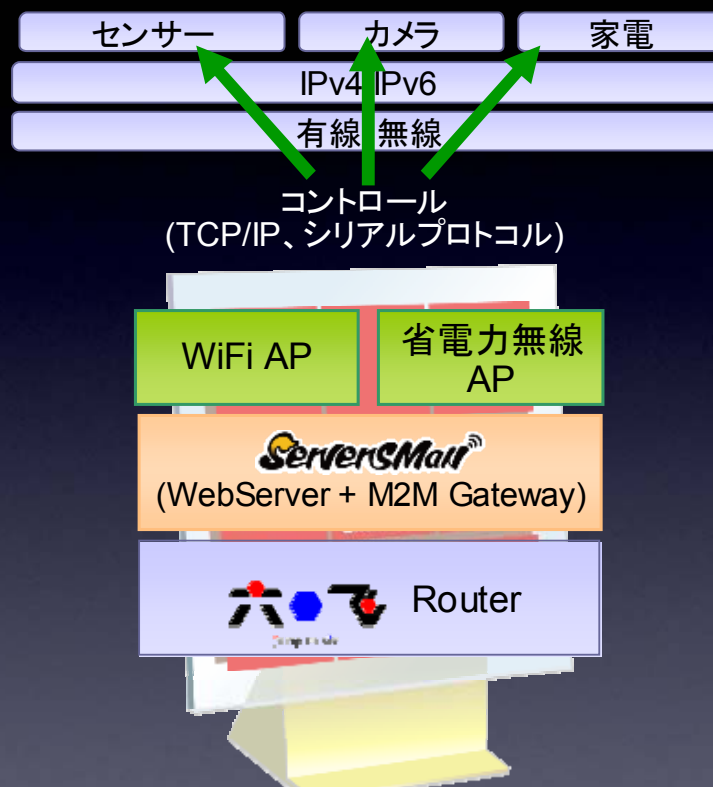 センサー
カメラ
家電
IPv4 IPv6
有線 無線
コントロール
(TCP/IP、シリアルプロトコル)
WiFi AP
省電力無線
AP
ServersMan
(WebServer + M2M Gateway)
Router